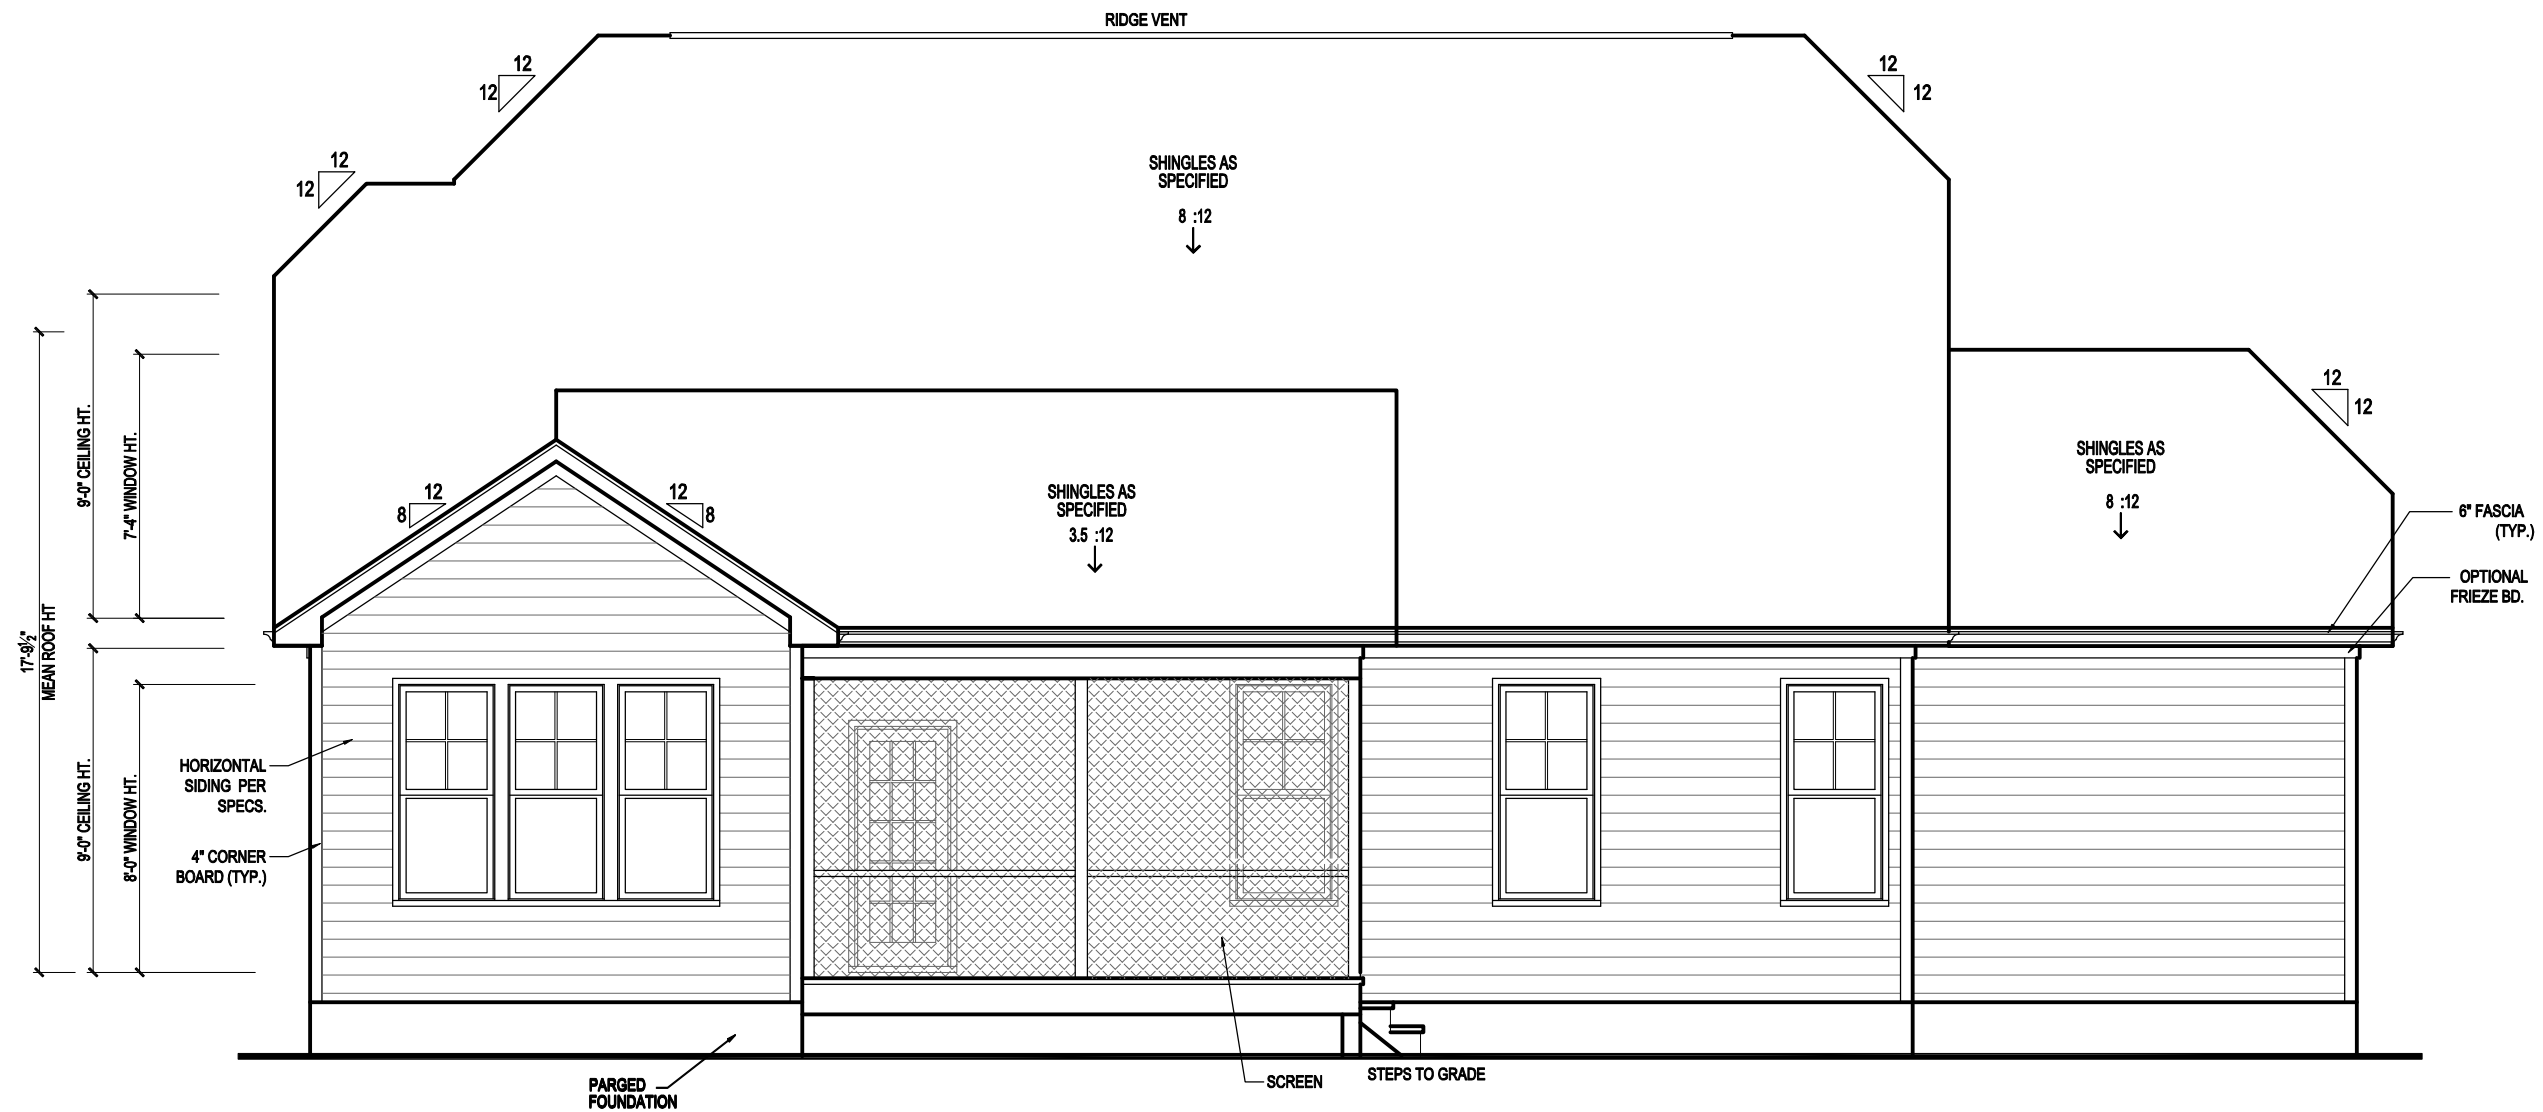 RIDGE VENT
12
12
12
12
12
12
SHINGLES AS
SPECIFIED
8 :12
12
12
SHINGLES AS
SPECIFIED
8 :12
12
8
12
8
SHINGLES AS
SPECIFIED
3.5 :12
6" FASCIA
(TYP.)
OPTIONAL
FRIEZE BD.
9'-0" CEILING HT.
7'-4" WINDOW HT.
17'-9½"
MEAN ROOF HT
9'-0" CEILING HT.
8'-0" WINDOW HT.
HORIZONTAL
SIDING PER
SPECS.
4" CORNER
BOARD (TYP.)
PARGED
FOUNDATION
SCREEN
STEPS TO GRADE